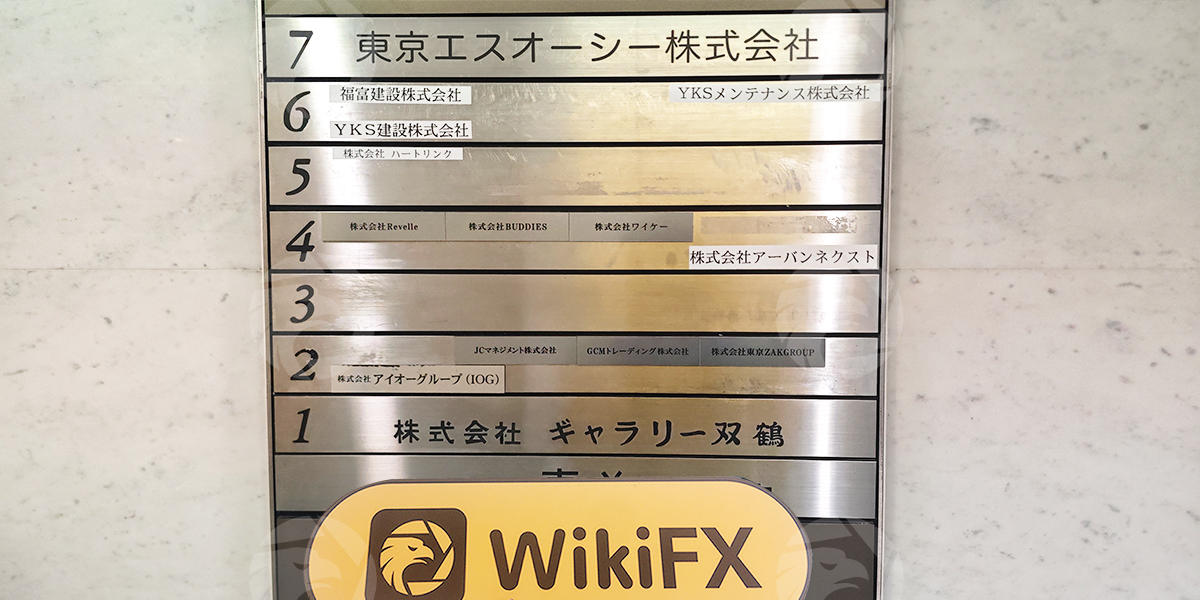 7 東京エスオーシー株式会社
6 福富建設株式会社 YKSメンテナンス株式会社
YKS建設株式会社
5 株式会社 ハートリンク
4 株式会社Revelle 株式会社BUDDIES 株式会社ワイケー
株式会社アーバンネクスト
3
2 JCマネジメント株式会社 GCMトレーディング株式会社 株式会社東京ZAKGROUP
株式会社 アイオーグループ(IOG)
1 株式会社 ギャラリー双鶴
WikiFX